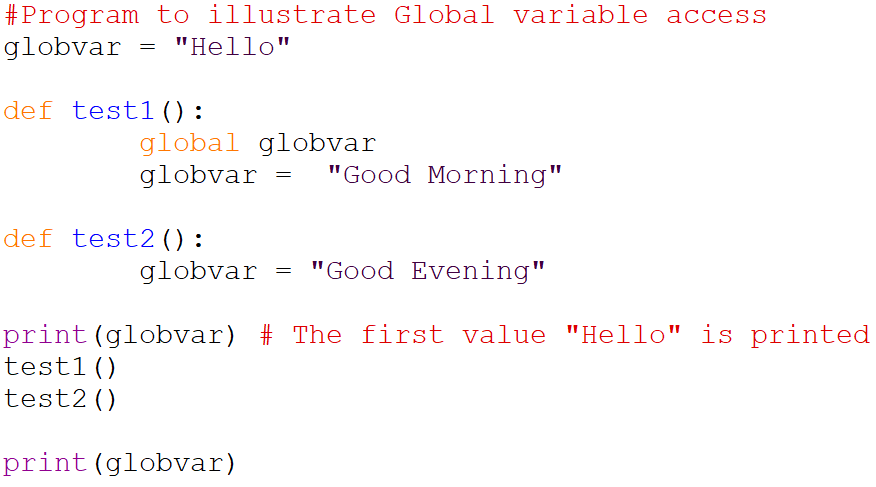 #Program to illustrate Global variable access
globvar = "Hello"
def test1():
        global globvar
        globvar =  "Good Morning"
def test2():
        globvar = "Good Evening"
print(globvar) # The first value "Hello" is printed
test1()
test2()
print(globvar)